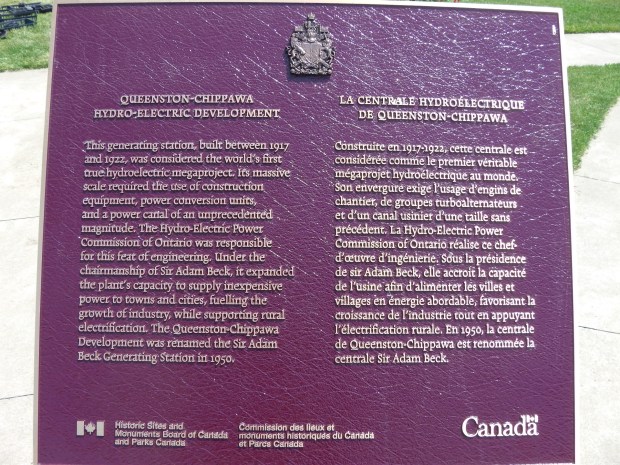 QUEENSTON-CHIPPAWA
HYDRO-ELECTRIC DEVELOPMENT
This generating station, built between 1917
and 1922, was considered the world's first
true hydroelectric megaproject. Its massive
scale required the use of construction
equipment, power conversion units,
and a power canal of an unprecedented
magnitude. The Hydro-Electric Power
Commission of Ontario was responsible
for this feat of engineering. Under the
chairmanship of Sir Adam Beck, it expanded
the plant's capacity to supply inexpensive
power to towns and cities, fuelling the
growth of industry, while supporting rural
electrification. The Queenston-Chippawa
Development was renamed the Sir Adam
Beck Generating Station in 1950.
LA CENTRALE HYDROÉLECTRIQUE
DE QUEENSTON-CHIPPAWA
Construite en 1917-1922, cette centrale est
considérée comme le premier véritable
mégaprojet hydroélectrique au monde.
Son envergure exige l'usage d'engins de
chantier, de groupes turboalternateurs
et d'un canal usinier d'une taille sans
précédent. La Hydro-Electric Power
Commission of Ontario réalise ce chef-
d'œuvre d'ingénierie. Sous la présidence
de sir Adam Beck, elle accroît la capacité
de l'usine afin d'alimenter les villes et
villages en énergie abordable, favorisant la
croissance de l'industrie tout en appuyant
l'électrification rurale. En 1950, la centrale
de Queenston-Chippawa est renommée la
centrale Sir Adam Beck.
Historic Sites and
Monuments Board of Canada
and Parks Canada
Commission des lieux et
monuments historiques du Canada
et Parcs Canada
Canada